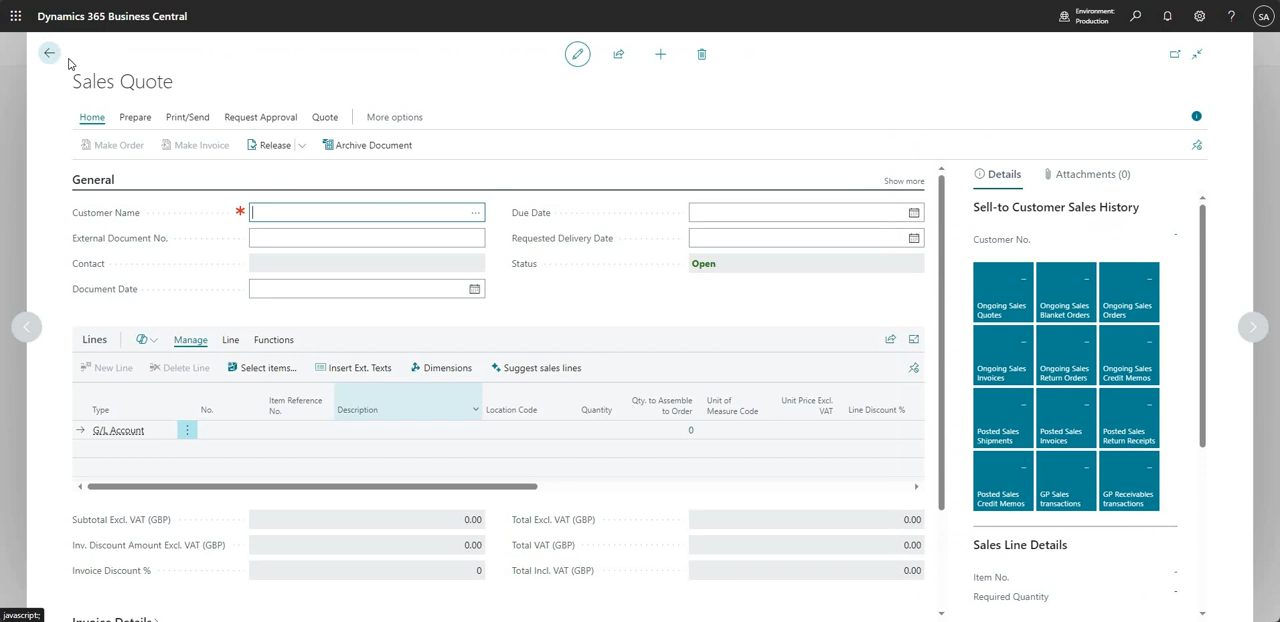 Dynamics 365 Business Central
Environment:
Production
?
SA
Sales Quote
Home
Prepare
Print/Send
Request Approval
Quote
More options
Make Order
Make Invoice
Release
Archive Document
General
Show more
Customer Name
*
External Document No.
Contact
Document Date
Due Date
Requested Delivery Date
Status
Open
Lines
Manage
Line
Functions
New Line
Delete Line
Select items...
Insert Ext. Texts
Dimensions
Suggest sales lines
Type
No.
Item Reference
No.
Description
Location Code
Quantity
Qty. to Assemble
to Order
Unit of
Measure Code
Unit Price Excl.
VAT
Line Discount %
G/L Account
0
Subtotal Excl. VAT (GBP)
0.00
Inv. Discount Amount Excl. VAT (GBP)
0.00
Invoice Discount %
0
Total Excl. VAT (GBP)
0.00
Total VAT (GBP)
0.00
Total Incl. VAT (GBP)
0.00
Details
Attachments (0)
Sell-to Customer Sales History
Customer No.
-
Ongoing Sales
Quotes
Ongoing Sales
Blanket Orders
Ongoing Sales
Orders
Ongoing Sales
Invoices
Ongoing Sales
Return Orders
Ongoing Sales
Credit Memos
Posted Sales
Shipments
Posted Sales
Invoices
Posted Sales
Return Receipts
Posted Sales
Credit Memos
GP Sales
transactions
GP Receivables
transactions
Sales Line Details
Item No.
-
Required Quantity
-
javascript:;
Invoice Details